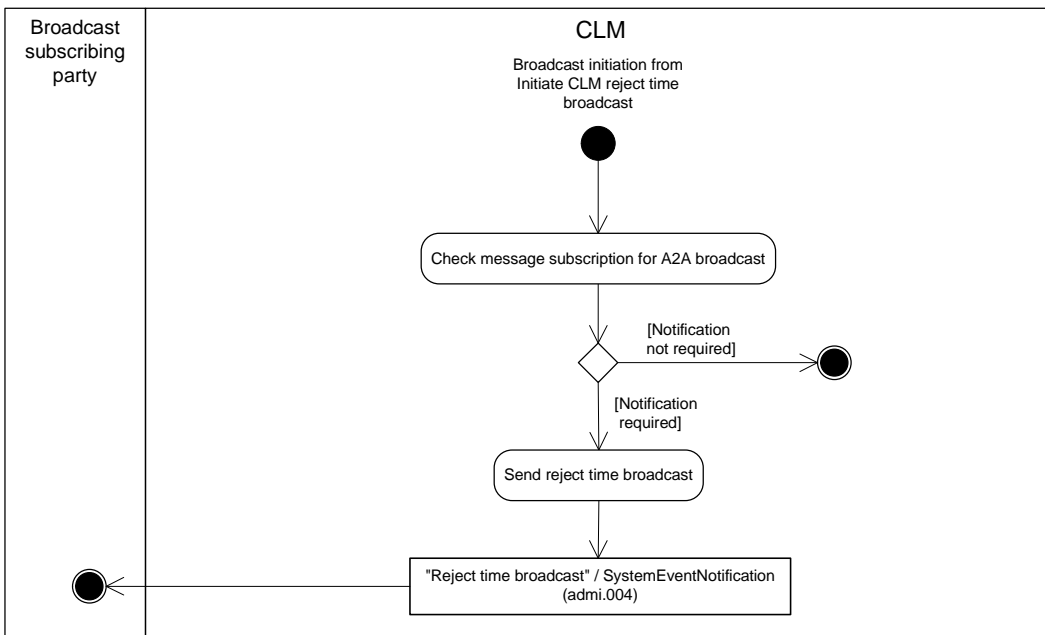 Broadcast
subscribing
party
CLM
Broadcast initiation from
Initiate CLM reject time
broadcast
Check message subscription for A2A broadcast
[Notification
not required]
[Notification
required]
Send reject time broadcast
"Reject time broadcast" / SystemEventNotification
(admi.004)